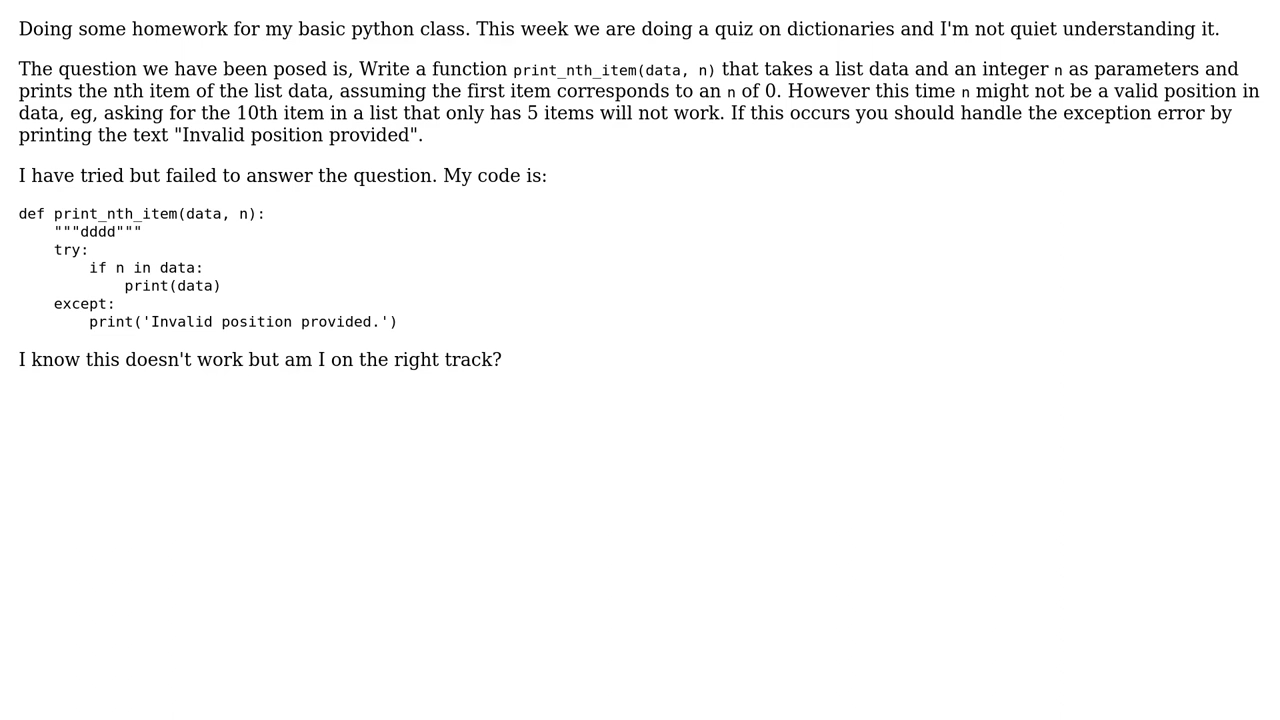 Doing some homework for my basic python class. This week we are doing a quiz on dictionaries and I'm not quiet understanding it.
The question we have been posed is, Write a function print_nth_item(data, n) that takes a list data and an integer n as parameters and
prints the nth item of the list data, assuming the first item corresponds to an n of 0. However this time n might not be a valid position in
data, eg, asking for the 10th item in a list that only has 5 items will not work. If this occurs you should handle the exception error by
printing the text "Invalid position provided".
I have tried but failed to answer the question. My code is:
def print_nth_item(data, n):
    """dddd"""
    try:
        if n in data:
            print(data)
    except:
        print('Invalid position provided.')
I know this doesn't work but am I on the right track?